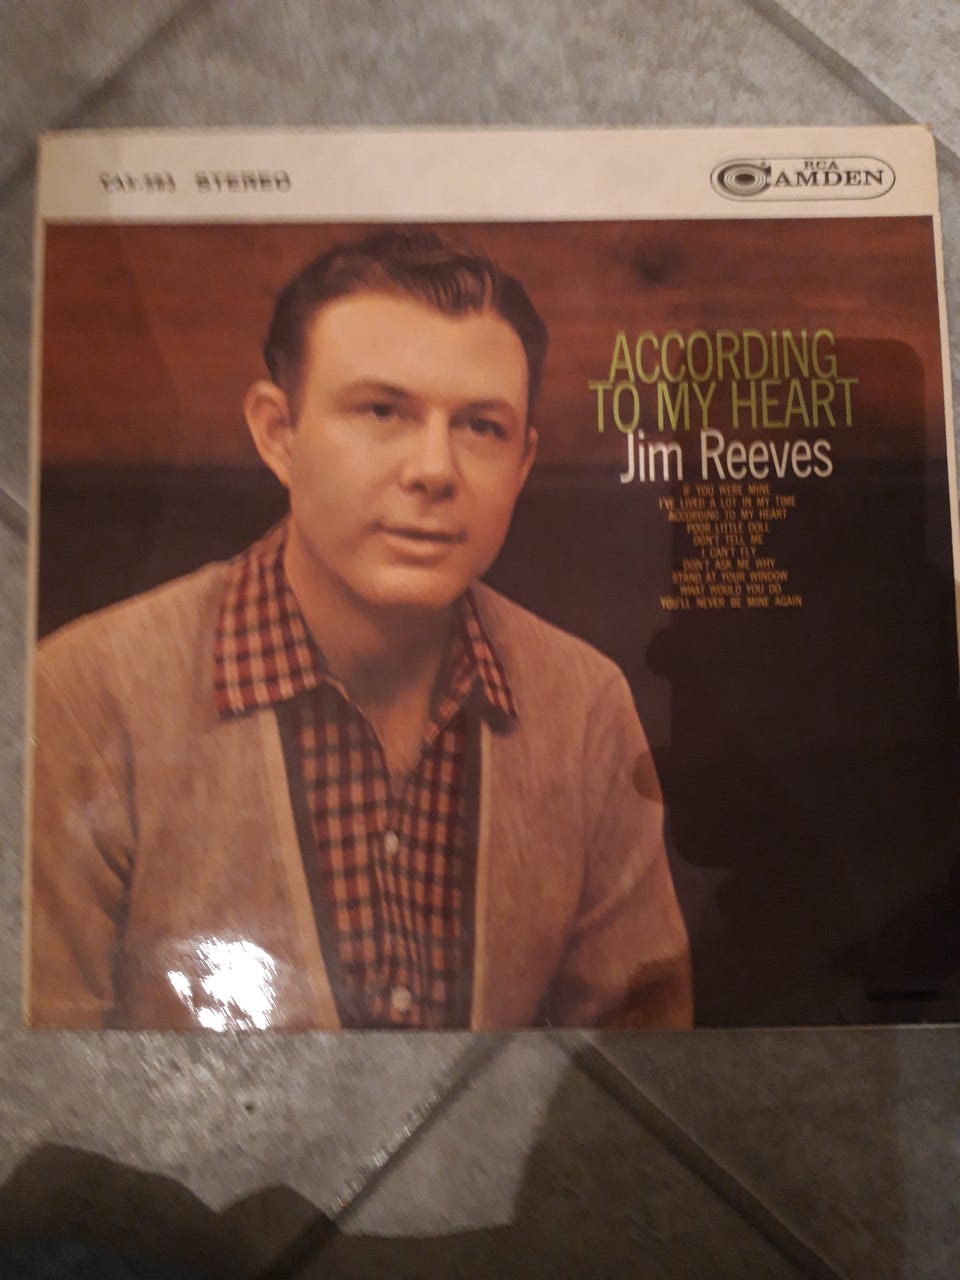 STEREO
RCA
CAMDEN
ACCORDING
TO MY HEART
Jim Reeves
IF YOU WERE MINE
I'VE LIVED A LOT IN MY TIME
ACCORDING TO MY HEART
POOR LITTLE DOLL
DON'T TELL ME
I CAN'T FLY
DON'T ASK ME WHY
STAND AT YOUR WINDOW
WHAT WOULD YOU DO
YOU'LL NEVER BE MINE AGAIN